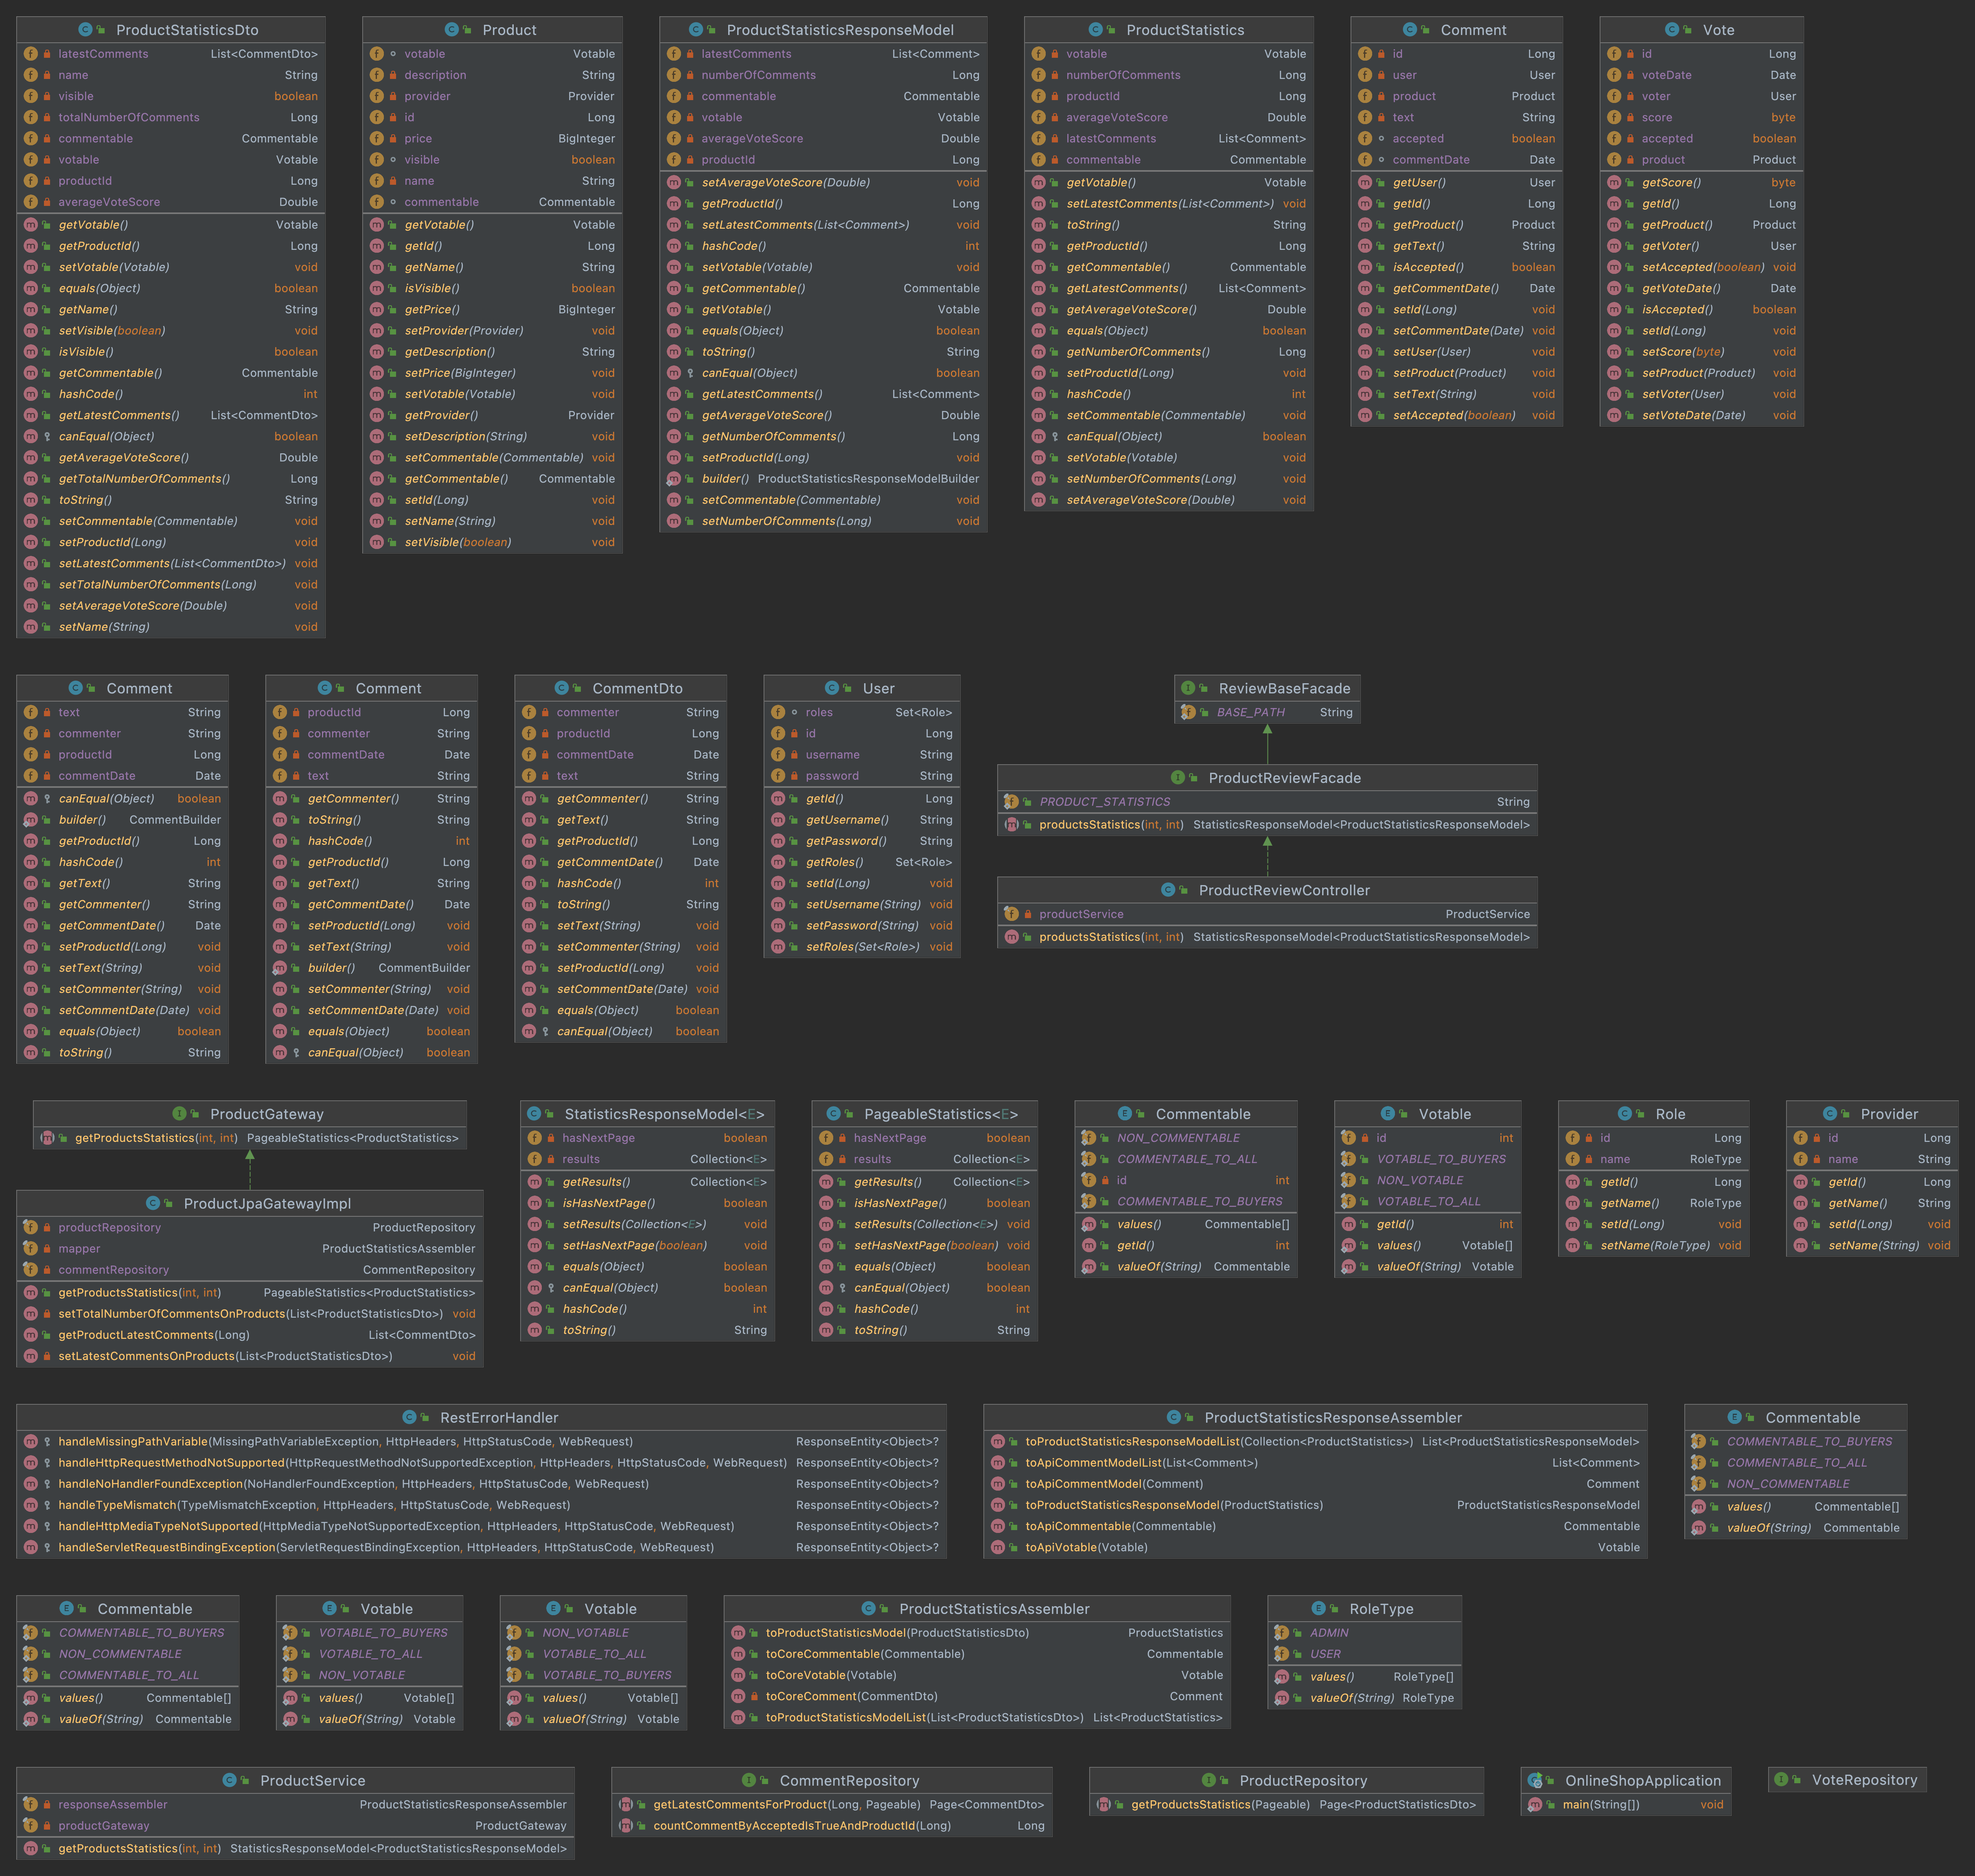 ProductStatisticsDto
latestComments List<CommentDto>
name String
visible boolean
totalNumberOfComments Long
commentable Commentable
votable Votable
productId Long
averageVoteScore Double
getVotable() Votable
getProductId() Long
setVotable(Votable) void
equals(Object) boolean
getName() String
setVisible(boolean) void
isVisible() boolean
getCommentable() Commentable
hashCode() int
getLatestComments() List<CommentDto>
canEqual(Object) boolean
getAverageVoteScore() Double
getTotalNumberOfComments() Long
toString() String
setCommentable(Commentable) void
setProductId(Long) void
setLatestComments(List<CommentDto>) void
setTotalNumberOfComments(Long) void
setAverageVoteScore(Double) void
setName(String) void
Product
votable Votable
description String
provider Provider
id Long
price BigInteger
visible boolean
name String
commentable Commentable
getVotable() Votable
getId() Long
getName() String
isVisible() boolean
getPrice() BigInteger
setProvider(Provider) void
getDescription() String
setPrice(BigInteger) void
setVotable(Votable) void
getProvider() Provider
setDescription(String) void
setCommentable(Commentable) void
getCommentable() Commentable
setId(Long) void
setName(String) void
setVisible(boolean) void
ProductStatisticsResponseModel
latestComments List<Comment>
numberOfComments Long
commentable Commentable
votable Votable
averageVoteScore Double
productId Long
setAverageVoteScore(Double) void
getProductId() Long
setLatestComments(List<Comment>) void
hashCode() int
setVotable(Votable) void
getCommentable() Commentable
getVotable() Votable
equals(Object) boolean
toString() String
canEqual(Object) boolean
getLatestComments() List<Comment>
getAverageVoteScore() Double
getNumberOfComments() Long
setProductId(Long) void
builder() ProductStatisticsResponseModelBuilder
setCommentable(Commentable) void
setNumberOfComments(Long) void
ProductStatistics
votable Votable
numberOfComments Long
productId Long
averageVoteScore Double
latestComments List<Comment>
commentable Commentable
getVotable() Votable
setLatestComments(List<Comment>) void
toString() String
getProductId() Long
getCommentable() Commentable
getLatestComments() List<Comment>
getAverageVoteScore() Double
equals(Object) boolean
getNumberOfComments() Long
setProductId(Long) void
hashCode() int
setCommentable(Commentable) void
canEqual(Object) boolean
setVotable(Votable) void
setNumberOfComments(Long) void
setAverageVoteScore(Double) void
Comment
id Long
user User
product Product
text String
accepted boolean
commentDate Date
getUser() User
getId() Long
getProduct() Product
getText() String
isAccepted() boolean
getCommentDate() Date
setId(Long) void
setCommentDate(Date) void
setUser(User) void
setProduct(Product) void
setText(String) void
setAccepted(boolean) void
Vote
id Long
voteDate Date
voter User
score byte
accepted boolean
product Product
getScore() byte
getId() Long
getProduct() Product
getVoter() User
setAccepted(boolean) void
getVoteDate() Date
isAccepted() boolean
setId(Long) void
setScore(byte) void
setProduct(Product) void
setVoter(User) void
setVoteDate(Date) void
Comment
text String
commenter String
productId Long
commentDate Date
canEqual(Object) boolean
builder() CommentBuilder
getProductId() Long
hashCode() int
getText() String
getCommenter() String
getCommentDate() Date
setProductId(Long) void
setText(String) void
setCommenter(String) void
setCommentDate(Date) void
equals(Object) boolean
toString() String
Comment
productId Long
commenter String
commentDate Date
text String
getCommenter() String
toString() String
hashCode() int
getProductId() Long
getText() String
getCommentDate() Date
setProductId(Long) void
setText(String) void
builder() CommentBuilder
setCommenter(String) void
setCommentDate(Date) void
equals(Object) boolean
canEqual(Object) boolean
CommentDto
commenter String
productId Long
commentDate Date
text String
getCommenter() String
getText() String
getProductId() Long
getCommentDate() Date
hashCode() int
toString() String
setText(String) void
setCommenter(String) void
setProductId(Long) void
setCommentDate(Date) void
equals(Object) boolean
canEqual(Object) boolean
User
roles Set<Role>
id Long
username String
password String
getId() Long
getUsername() String
getPassword() String
getRoles() Set<Role>
setId(Long) void
setUsername(String) void
setPassword(String) void
setRoles(Set<Role>) void
ReviewBaseFacade
BASE_PATH String
ProductReviewFacade
PRODUCT_STATISTICS String
productsStatistics(int, int) StatisticsResponseModel<ProductStatisticsResponseModel>
ProductReviewController
productService ProductService
productsStatistics(int, int) StatisticsResponseModel<ProductStatisticsResponseModel>
ProductGateway
getProductsStatistics(int, int) PageableStatistics<ProductStatistics>
ProductJpaGatewayImpl
productRepository ProductRepository
mapper ProductStatisticsAssembler
commentRepository CommentRepository
getProductsStatistics(int, int) PageableStatistics<ProductStatistics>
setTotalNumberOfCommentsOnProducts(List<ProductStatisticsDto>) void
getProductLatestComments(Long) List<CommentDto>
setLatestCommentsOnProducts(List<ProductStatisticsDto>) void
StatisticsResponseModel<E>
hasNextPage boolean
results Collection<E>
getResults() Collection<E>
isHasNextPage() boolean
setResults(Collection<E>) void
setHasNextPage(boolean) void
equals(Object) boolean
canEqual(Object) boolean
hashCode() int
toString() String
PageableStatistics<E>
hasNextPage boolean
results Collection<E>
getResults() Collection<E>
isHasNextPage() boolean
setResults(Collection<E>) void
setHasNextPage(boolean) void
equals(Object) boolean
canEqual(Object) boolean
hashCode() int
toString() String
Commentable
NON_COMMENTABLE
COMMENTABLE_TO_ALL
id int
COMMENTABLE_TO_BUYERS
values() Commentable[]
getId() int
valueOf(String) Commentable
Votable
id int
VOTABLE_TO_BUYERS
NON_VOTABLE
VOTABLE_TO_ALL
getId() int
values() Votable[]
valueOf(String) Votable
Role
id Long
name RoleType
getId() Long
getName() RoleType
setId(Long) void
setName(RoleType) void
Provider
id Long
name String
getId() Long
getName() String
setId(Long) void
setName(String) void
RestErrorHandler
handleMissingPathVariable(MissingPathVariableException, HttpHeaders, HttpStatusCode, WebRequest) ResponseEntity<Object>?
handleHttpRequestMethodNotSupported(HttpRequestMethodNotSupportedException, HttpHeaders, HttpStatusCode, WebRequest) ResponseEntity<Object>?
handleNoHandlerFoundException(NoHandlerFoundException, HttpHeaders, HttpStatusCode, WebRequest) ResponseEntity<Object>?
handleTypeMismatch(TypeMismatchException, HttpHeaders, HttpStatusCode, WebRequest) ResponseEntity<Object>?
handleHttpMediaTypeNotSupported(HttpMediaTypeNotSupportedException, HttpHeaders, HttpStatusCode, WebRequest) ResponseEntity<Object>?
handleServletRequestBindingException(ServletRequestBindingException, HttpHeaders, HttpStatusCode, WebRequest) ResponseEntity<Object>?
ProductStatisticsResponseAssembler
toProductStatisticsResponseModelList(Collection<ProductStatistics>) List<ProductStatisticsResponseModel>
toApiCommentModelList(List<Comment>) List<Comment>
toApiCommentModel(Comment) Comment
toProductStatisticsResponseModel(ProductStatistics) ProductStatisticsResponseModel
toApiCommentable(Commentable) Commentable
toApiVotable(Votable) Votable
Commentable
COMMENTABLE_TO_BUYERS
COMMENTABLE_TO_ALL
NON_COMMENTABLE
values() Commentable[]
valueOf(String) Commentable
Commentable
COMMENTABLE_TO_BUYERS
NON_COMMENTABLE
COMMENTABLE_TO_ALL
values() Commentable[]
valueOf(String) Commentable
Votable
VOTABLE_TO_BUYERS
VOTABLE_TO_ALL
NON_VOTABLE
values() Votable[]
valueOf(String) Votable
Votable
NON_VOTABLE
VOTABLE_TO_ALL
VOTABLE_TO_BUYERS
values() Votable[]
valueOf(String) Votable
ProductStatisticsAssembler
toProductStatisticsModel(ProductStatisticsDto) ProductStatistics
toCoreCommentable(Commentable) Commentable
toCoreVotable(Votable) Votable
toCoreComment(CommentDto) Comment
toProductStatisticsModelList(List<ProductStatisticsDto>) List<ProductStatistics>
RoleType
ADMIN
USER
values() RoleType[]
valueOf(String) RoleType
ProductService
responseAssembler ProductStatisticsResponseAssembler
productGateway ProductGateway
getProductsStatistics(int, int) StatisticsResponseModel<ProductStatisticsResponseModel>
CommentRepository
getLatestCommentsForProduct(Long, Pageable) Page<CommentDto>
countCommentByAcceptedIsTrueAndProductId(Long) Long
ProductRepository
getProductsStatistics(Pageable) Page<ProductStatisticsDto>
OnlineShopApplication
main(String[]) void
VoteRepository